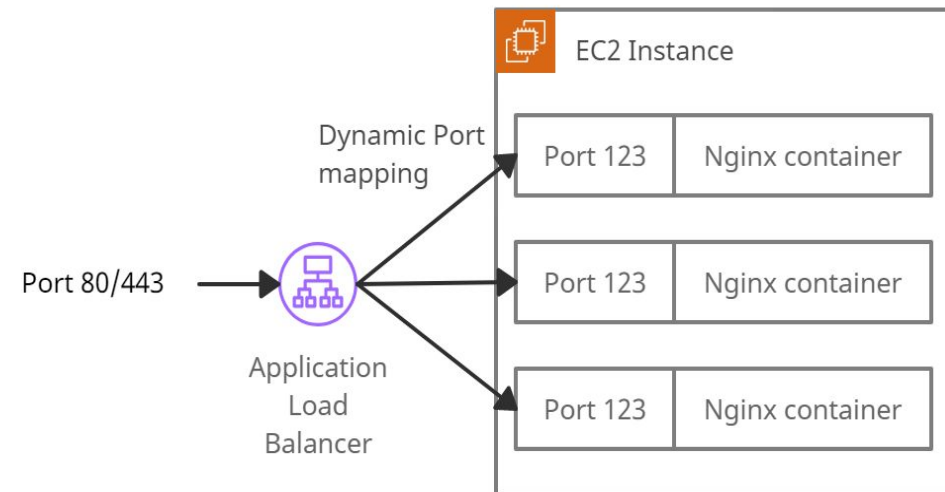 EC2 Instance
Dynamic Port
mapping
Port 123
Nginx container
Port 80/443
Port 123
Nginx container
Application
Load
Balancer
Port 123
Nginx container